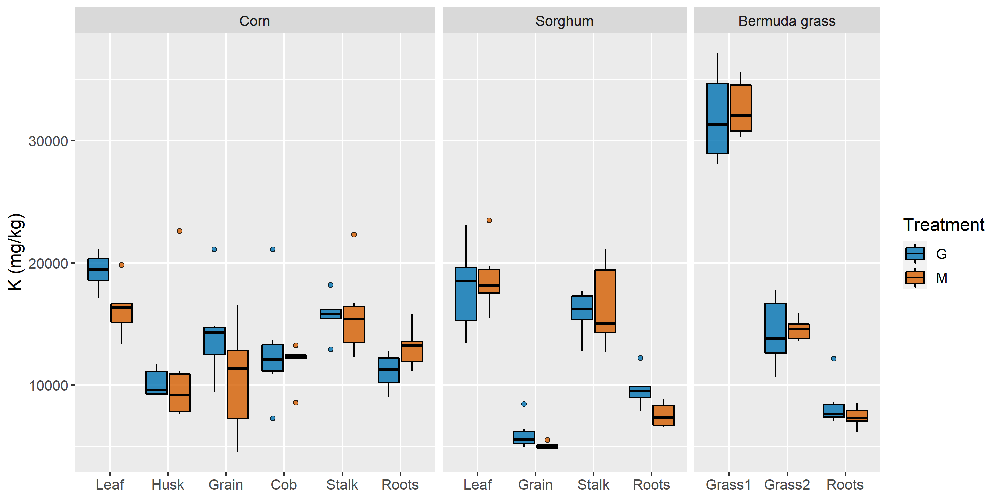 Corn
Sorghum
Bermuda grass
K (mg/kg)
30000
20000
10000
Leaf
Husk
Grain
Cob
Stalk
Roots
Leaf
Grain
Stalk
Roots
Grass1
Grass2
Roots
Treatment
G
M